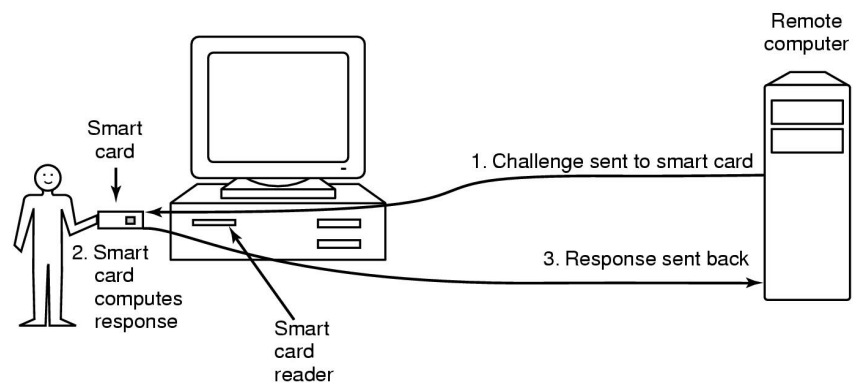 Remote
computer
Smart
card
1. Challenge sent to smart card
2. Smart
card
computes
response
3. Response sent back
Smart
card
reader